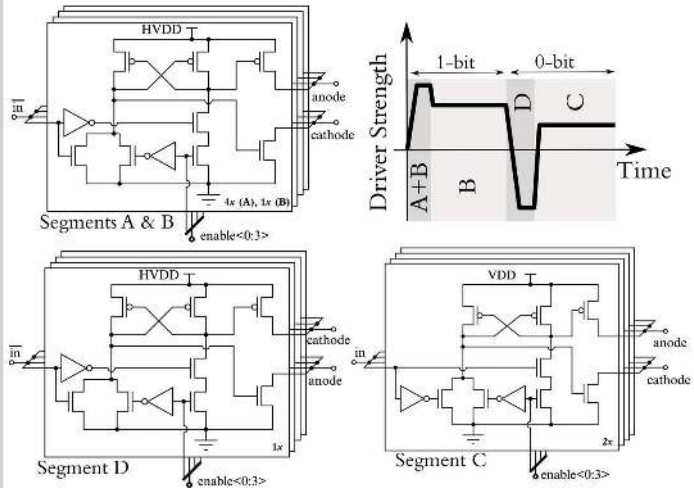 HVDD
in
anode
cathode
4x (A), 1x (B)
Segments A & B
enable<0:3>
Driver Strength
1-bit
0-bit
A+B
B
D
C
Time
HVDD
in
cathode
anode
1x
Segment D
enable<0:3>
VDD
in
anode
cathode
2x
Segment C
enable<0:3>